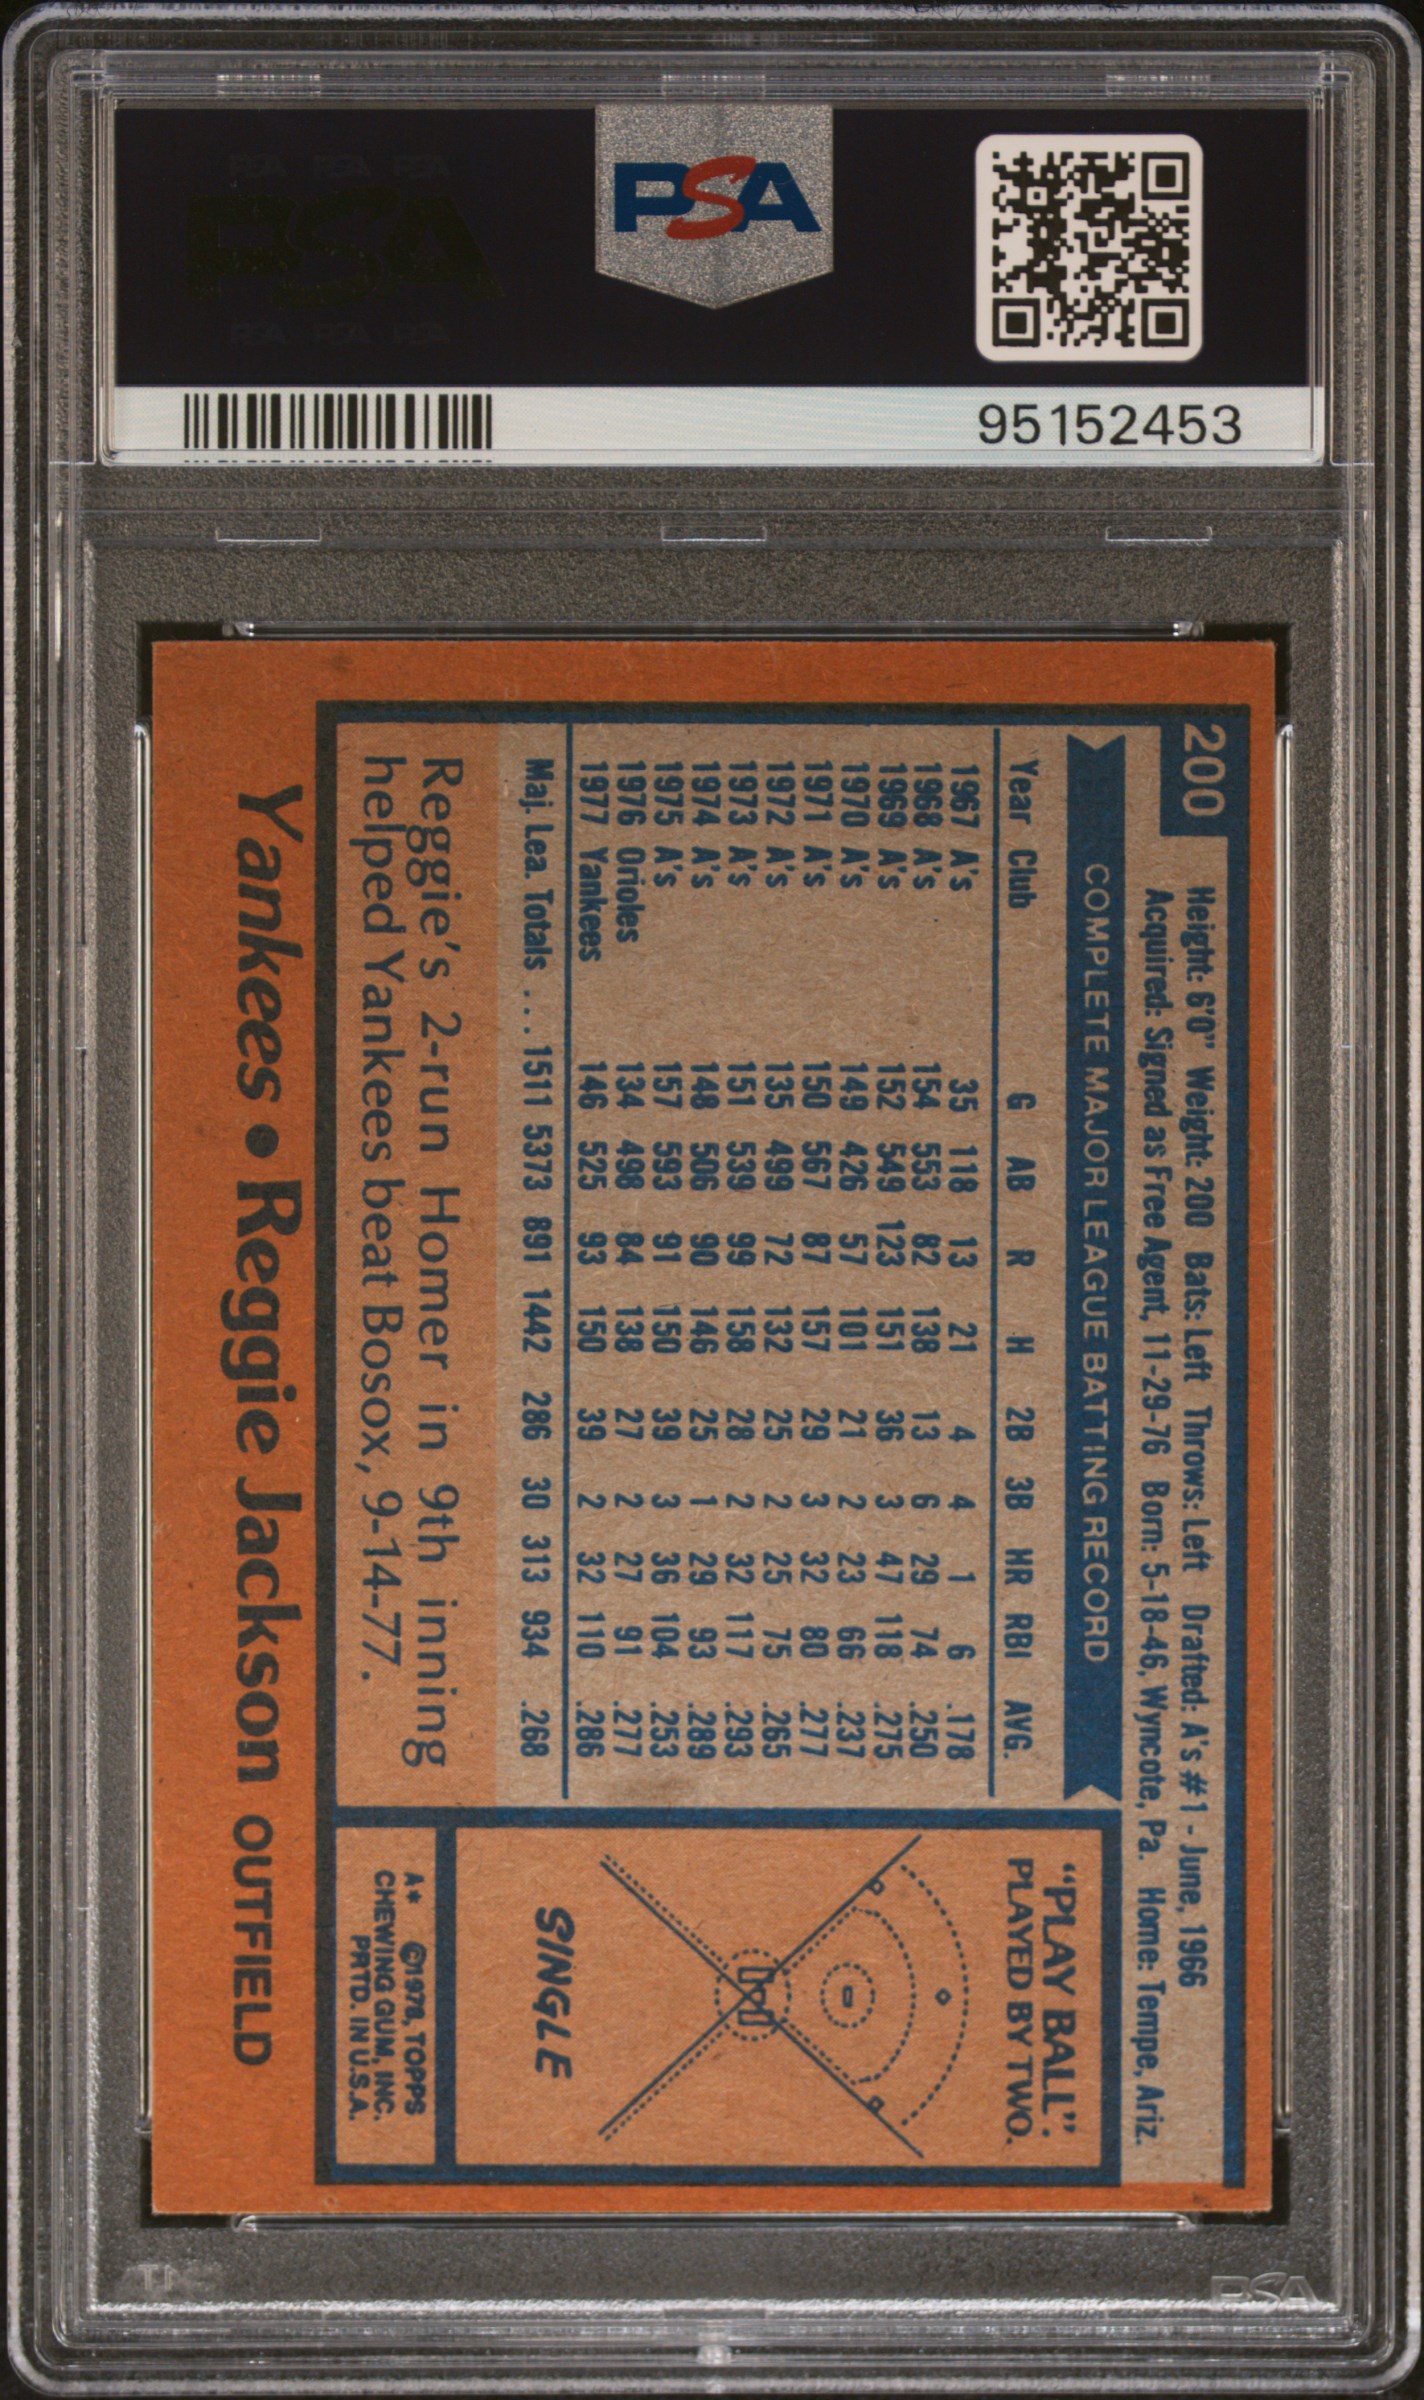 PSA
PSA
95152453
200
Height: 6'0" Weight: 200 Bats: Left Throws: Left Drafted: A's #1 - June, 1966
Acquired: Signed as Free Agent, 11-29-76 Born: 5-18-46, Wyncote, Pa. Home: Tempe, Ariz.
COMPLETE MAJOR LEAGUE BATTING RECORD
Year Club G AB R H 2B 3B HR RBI AVG.
1967 A's 35 118 13 21 4 4 1 6 .178
1968 A's 154 553 82 138 13 6 29 74 .250
1969 A's 152 549 123 151 36 3 47 118 .275
1970 A's 149 426 57 101 21 2 23 66 .237
1971 A's 150 567 87 157 29 3 32 80 .277
1972 A's 135 499 72 132 25 2 25 75 .265
1973 A's 151 539 99 158 28 2 32 117 .293
1974 A's 148 506 90 146 25 1 29 93 .289
1975 A's 157 593 91 150 39 3 36 104 .253
1976 Orioles 134 498 84 138 27 2 27 91 .277
1977 Yankees 146 525 93 150 39 2 32 110 .286
Maj. Lea. Totals . . . 1511 5373 891 1442 286 30 313 934 .268
Reggie's 2-run Homer in 9th inning
helped Yankees beat Bosox, 9-14-77.
"PLAY BALL"
PLAYED BY TWO.
SINGLE
A* ©1978, TOPPS
CHEWING GUM, INC.
PRTD. IN U.S.A.
Yankees • Reggie Jackson OUTFIELD
PSA